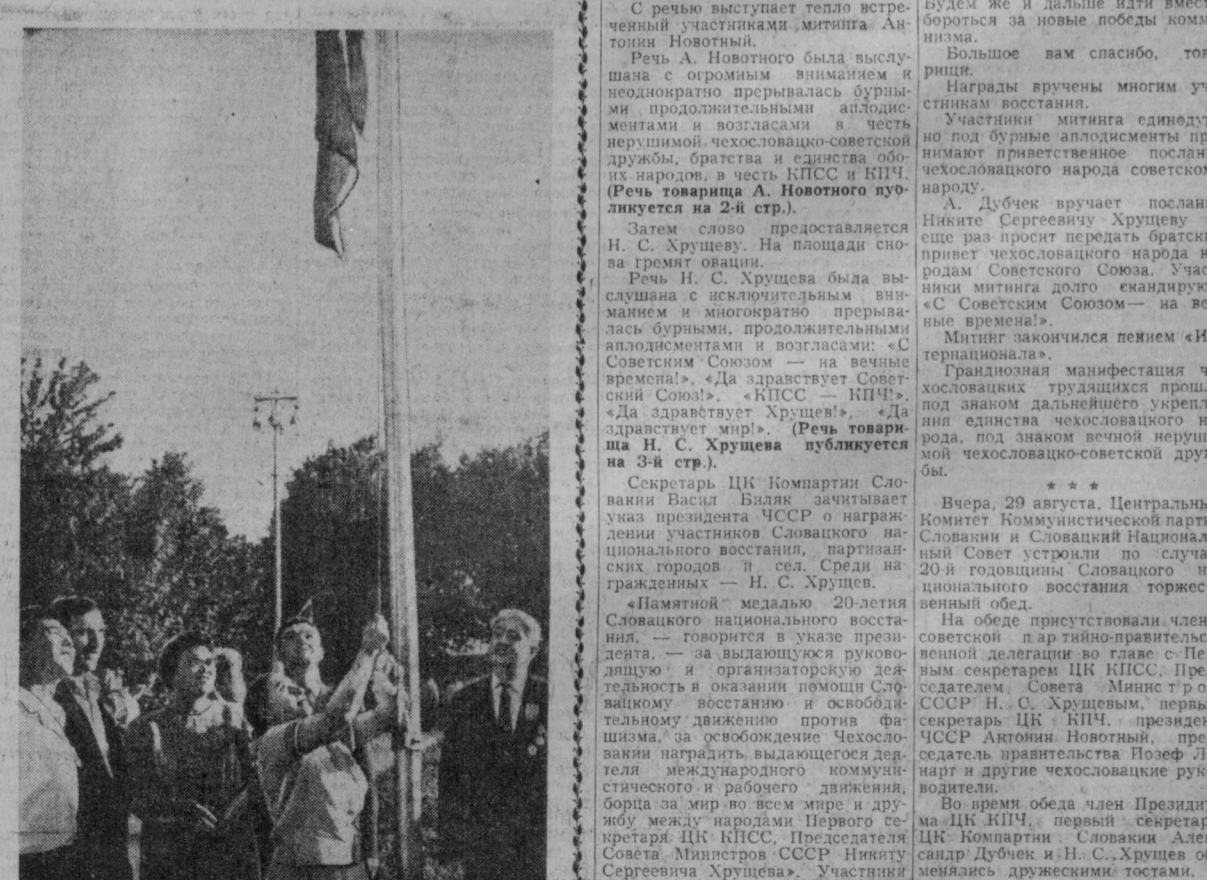 С речью выступает тепло встре-
ченный участниками митинга Ан-
тонин Новотный.
Речь А. Новотного была выслу-
шана с огромным вниманием и
неоднократно прерывалась бурны-
ми продолжительными аплодис-
ментами и возгласами в честь
нерушимой чехословацко-советской
дружбы, братства и единства обо-
их народов, в честь КПСС и КПЧ.
(Речь товарища А. Новотного пуб-
ликуется на 2-й стр.).
Затем слово предоставляется
Н. С. Хрущеву. На площади сно-
ва гремят овации.
Речь Н. С. Хрущева была вы-
слушана с исключительным вни-
манием и многократно прерыва-
лась бурными, продолжительными
аплодисментами и возгласами: «С
Советским Союзом — на вечные
времена!», «Да здравствует Совет-
ский Союз!», «КПСС — КПЧ!»,
«Да здравствует Хрущев!», «Да
здравствует мир!». (Речь товари-
ща Н. С. Хрущева публикуется
на 3-й стр.).
Секретарь ЦК Компартии Сло-
вакии Васил Биляк зачитывает
указ президента ЧССР о награж-
дении участников Словацкого на-
ционального восстания, партизан-
ских городов и сел. Среди на-
гражденных — Н. С. Хрущев.
«Памятной медалью 20-летия
Словацкого национального восста-
ния, — говорится в указе прези-
дента, — за выдающуюся руково-
дящую и организаторскую дея-
тельность в оказании помощи Сло-
вацкому восстанию и освободи-
тельному движению против фа-
шизма, за освобождение Чехосло-
вакии наградить выдающегося дея-
теля международного коммуни-
стического и рабочего движения,
борца за мир во всем мире и дру-
жбу между народами Первого се-
кретаря ЦК КПСС, Председателя
Совета Министров СССР Никиту
Сергеевича Хрущева». Участники
Будем же и дальше идти вмест
бороться за новые победы комм
низма.
Большое вам спасибо, тов
рищи.
Награды вручены многим уч
стникам восстания.
Участники митинга единоду
но под бурные аплодисменты пр
нимают приветственное послан
чехословацкого народа советском
народу.
А. Дубчек вручает послан
Никите Сергеевичу Хрущеву
еще раз просит передать братски
привет чехословацкого народа н
родам Советского Союза. Учас
ники митинга долго скандирую
«С Советским Союзом — на ве
ные времена!».
Митинг закончился пением «И
тернационала».
Грандиозная манифестация ч
хословацких трудящихся прош
под знаком дальнейшего укрепл
ния единства чехословацкого н
рода, под знаком вечной неруш
мой чехословацко-советской друж
бы.
* * *
Вчера, 29 августа, Центральны
Комитет Коммунистической парти
Словакии и Словацкий Национал
ный Совет устроили по случа
20-й годовщины Словацкого н
ционального восстания торжес
венный обед.
На обеде присутствовали член
советской партийно-правительс
венной делегации во главе с Пе
вым секретарем ЦК КПСС, Пре
седателем Совета Министро
СССР Н. С. Хрущевым, первы
секретарь ЦК КПЧ, президен
ЧССР Антонин Новотный, пре
седатель правительства Йозеф Л
нарт и другие чехословацкие рук
водители.
Во время обеда член Президиу
ма ЦК КПЧ, первый секретар
ЦК Компартии Словакии Алек
сандр Дубчек и Н. С. Хрущев об
менялись дружескими тостами.